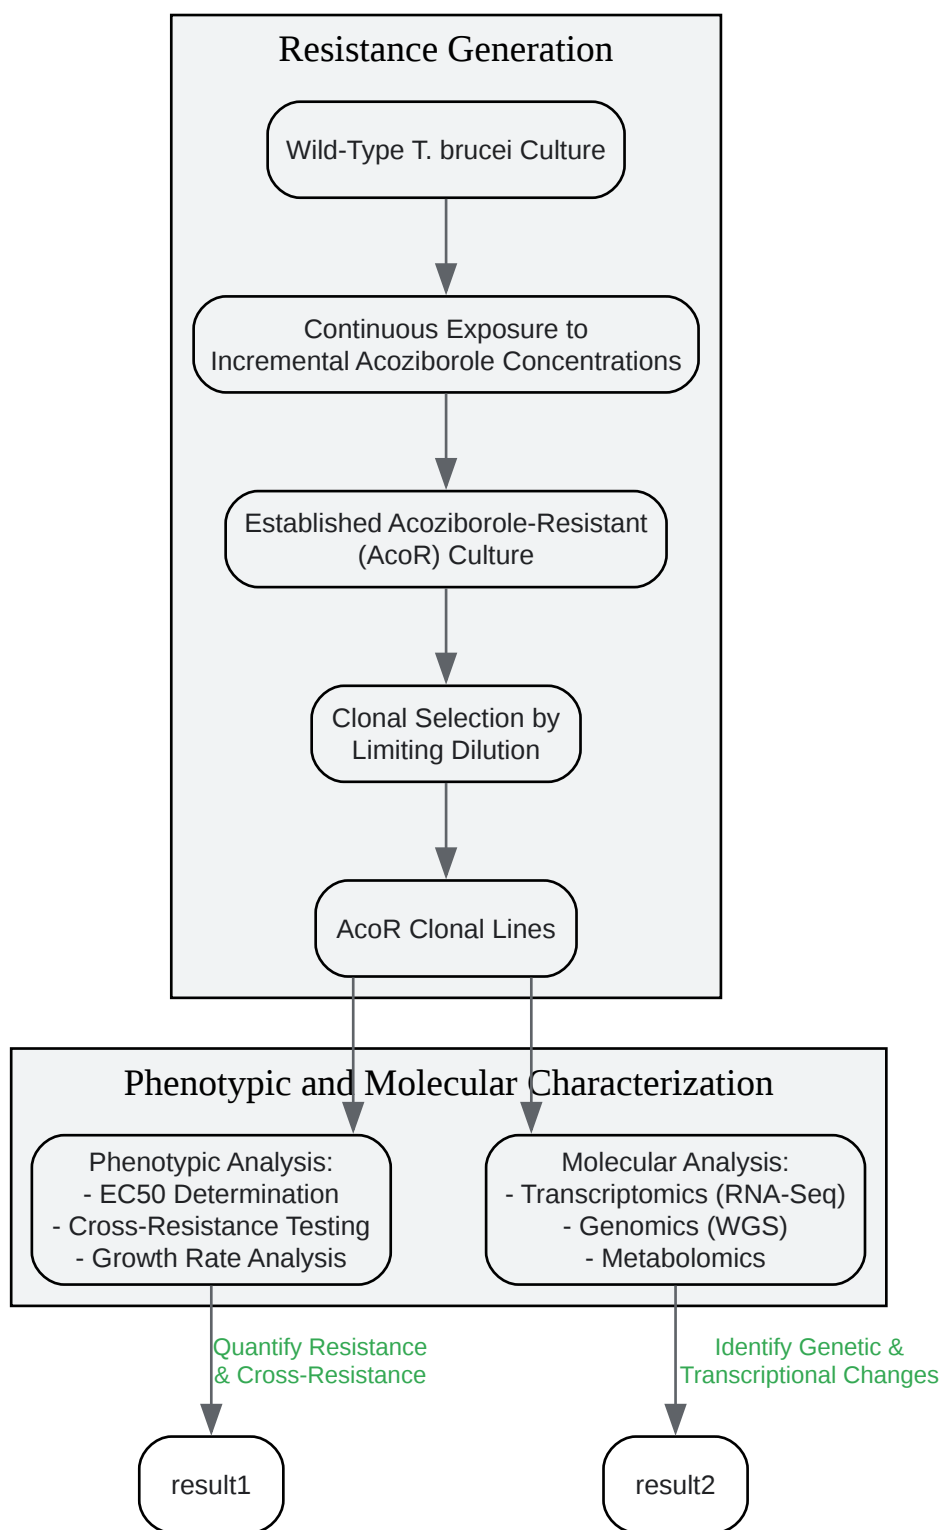 Resistance Generation
Wild-Type T. brucei Culture
Continuous Exposure to
Incremental Acoziborole Concentrations
Established Acoziborole-Resistant
(AcoR) Culture
Clonal Selection by
Limiting Dilution
AcoR Clonal Lines
Phenotypic and Molecular Characterization
Phenotypic Analysis:
- EC50 Determination
- Cross-Resistance Testing
- Growth Rate Analysis
Molecular Analysis:
- Transcriptomics (RNA-Seq)
- Genomics (WGS)
- Metabolomics
Quantify Resistance
& Cross-Resistance
Identify Genetic &
Transcriptional Changes
result1
result2